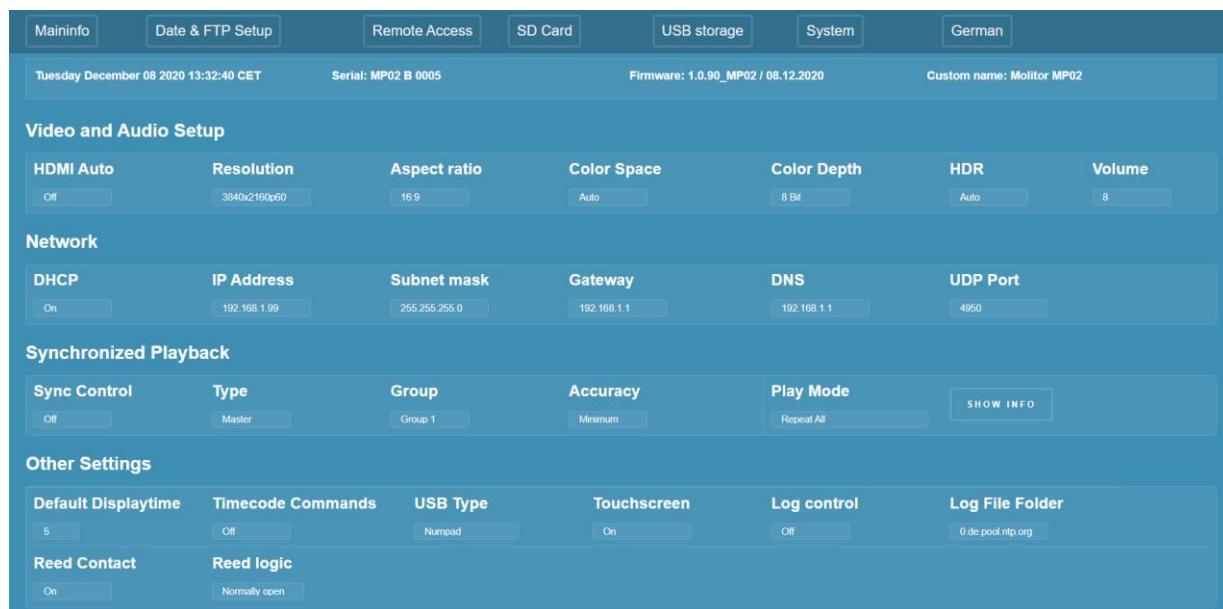 Maininfo Date & FTP Setup Remote Access SD Card USB storage System German
Tuesday December 08 2020 13:32:40 CET Serial: MP02 B 0005 Firmware: 1.0.90_MP02 / 08.12.2020 Custom name: Molitor MP02
Video and Audio Setup
HDMI Auto Resolution Aspect ratio Color Space Color Depth HDR Volume
Off 3840x2160p60 16:9 Auto 8 Bit Auto 8
Network
DHCP IP Address Subnet mask Gateway DNS UDP Port
On 192.168.1.99 255.255.255.0 192.168.1.1 192.168.1.1 4950
Synchronized Playback
Sync Control Type Group Accuracy Play Mode SHOW INFO
Off Master Group 1 Minimum Repeat All
Other Settings
Default Displaytime Timecode Commands USB Type Touchscreen Log control Log File Folder
5 Off Numpad On Off 0.de.pool.ntp.org
Reed Contact Reed logic
On Normally open